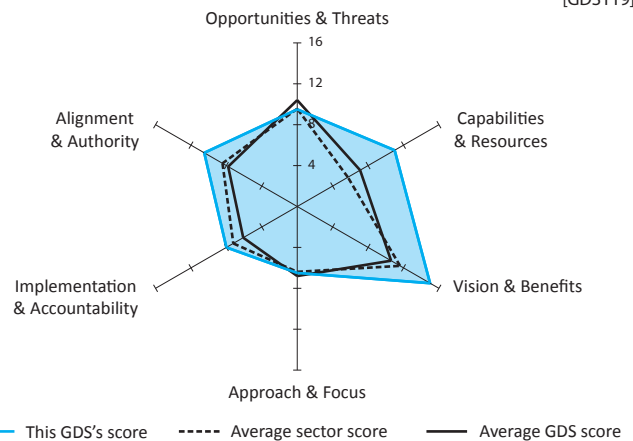 [GDS119]
Opportunities & Threats
16
12
8
4
Alignment
& Authority
Capabilities
& Resources
Implementation
& Accountability
Vision & Benefits
Approach & Focus
This GDS's score
Average sector score
Average GDS score